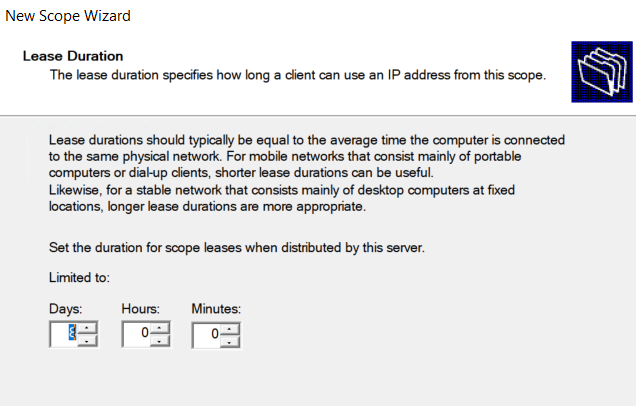 New Scope Wizard
Lease Duration
The lease duration specifies how long a client can use an IP address from this scope.
Lease durations should typically be equal to the average time the computer is connected
to the same physical network. For mobile networks that consist mainly of portable
computers or dial-up clients, shorter lease durations can be useful.
Likewise, for a stable network that consists mainly of desktop computers at fixed
locations, longer lease durations are more appropriate.
Set the duration for scope leases when distributed by this server.
Limited to:
Days: Hours: Minutes:
0 0